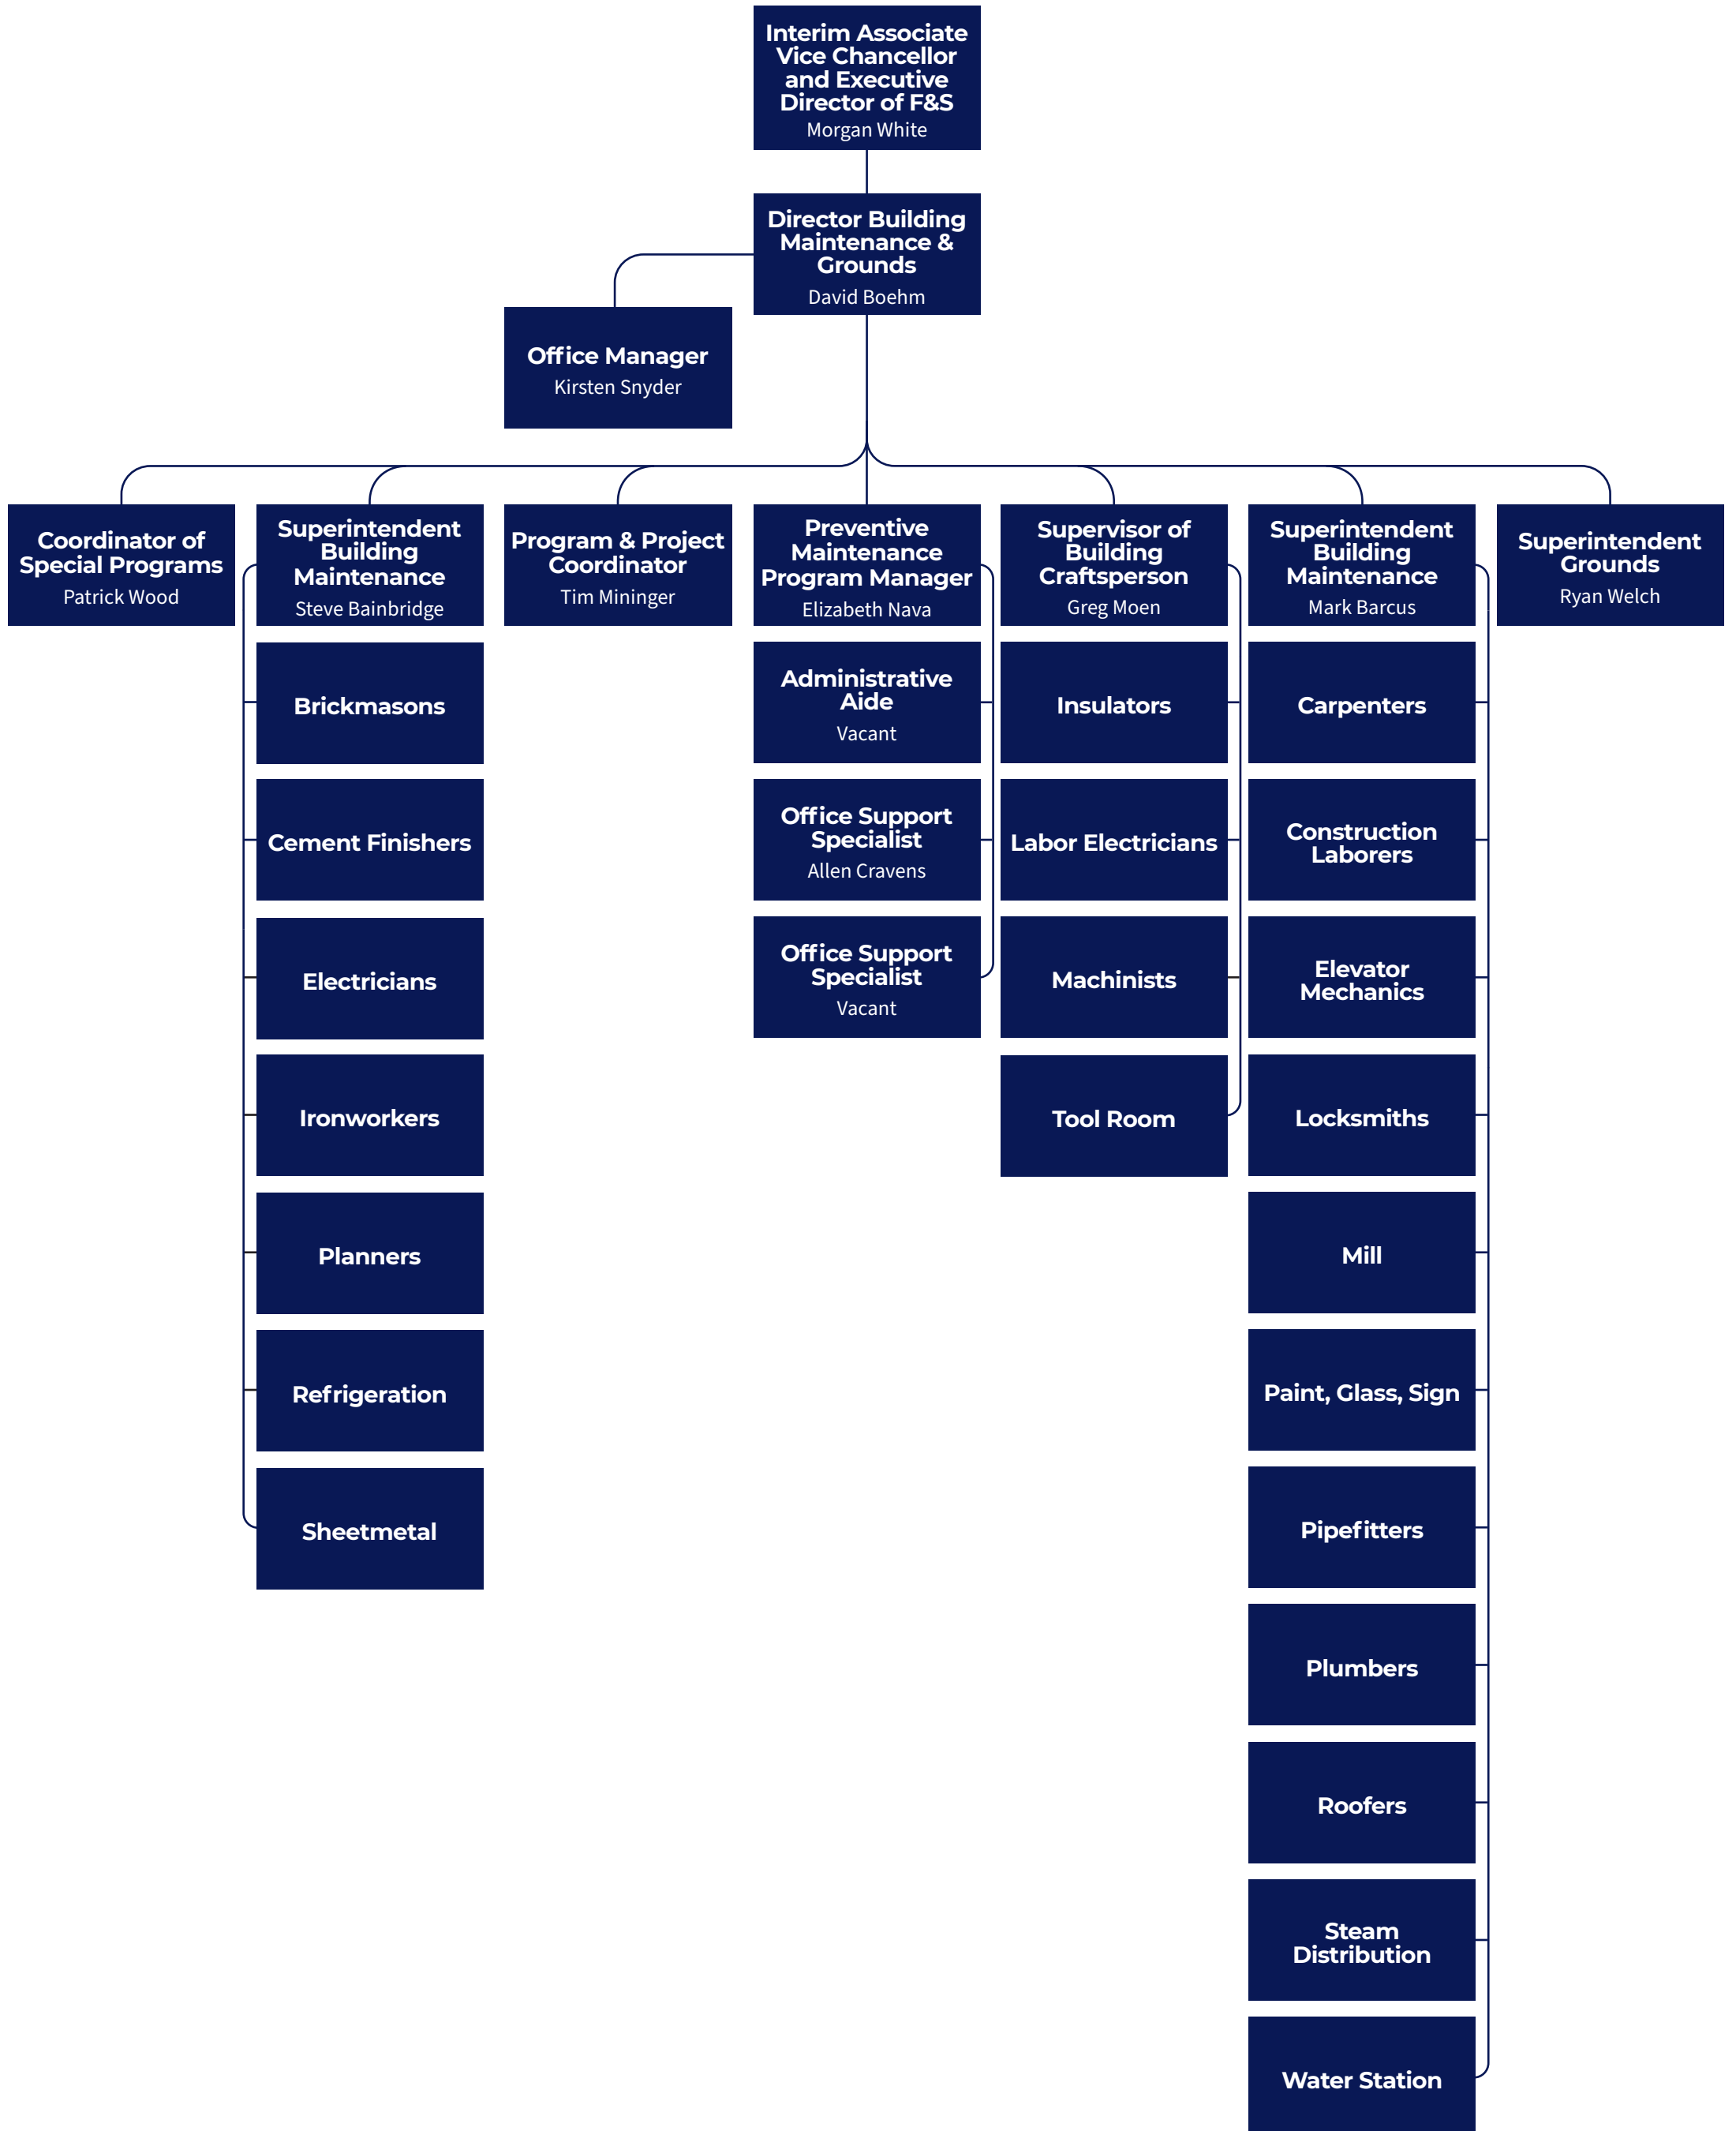 Interim Associate
Vice Chancellor
and Executive
Director of F&S
Morgan White
Director Building
Maintenance &
Grounds
David Boehm
Office Manager
Kirsten Snyder
Coordinator of
Special Programs
Patrick Wood
Superintendent
Building
Maintenance
Steve Bainbridge
Program & Project
Coordinator
Tim Mininger
Preventive
Maintenance
Program Manager
Elizabeth Nava
Supervisor of
Building
Craftsperson
Greg Moen
Superintendent
Building
Maintenance
Mark Barcus
Superintendent
Grounds
Ryan Welch
Brickmasons
Cement Finishers
Electricians
Ironworkers
Planners
Refrigeration
Sheetmetal
Administrative
Aide
Vacant
Office Support
Specialist
Allen Cravens
Office Support
Specialist
Vacant
Insulators
Labor Electricians
Machinists
Tool Room
Carpenters
Construction
Laborers
Elevator
Mechanics
Locksmiths
Mill
Paint, Glass, Sign
Pipefitters
Plumbers
Roofers
Steam
Distribution
Water Station